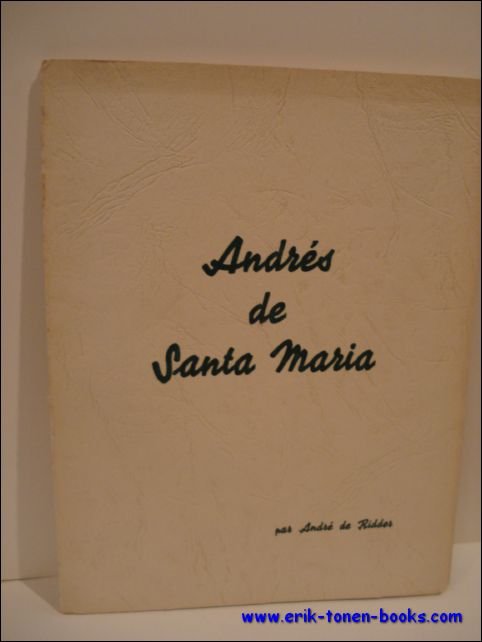 Andrés
de
Santa Maria
par André de Ridder
www.erik-tonen-books.com